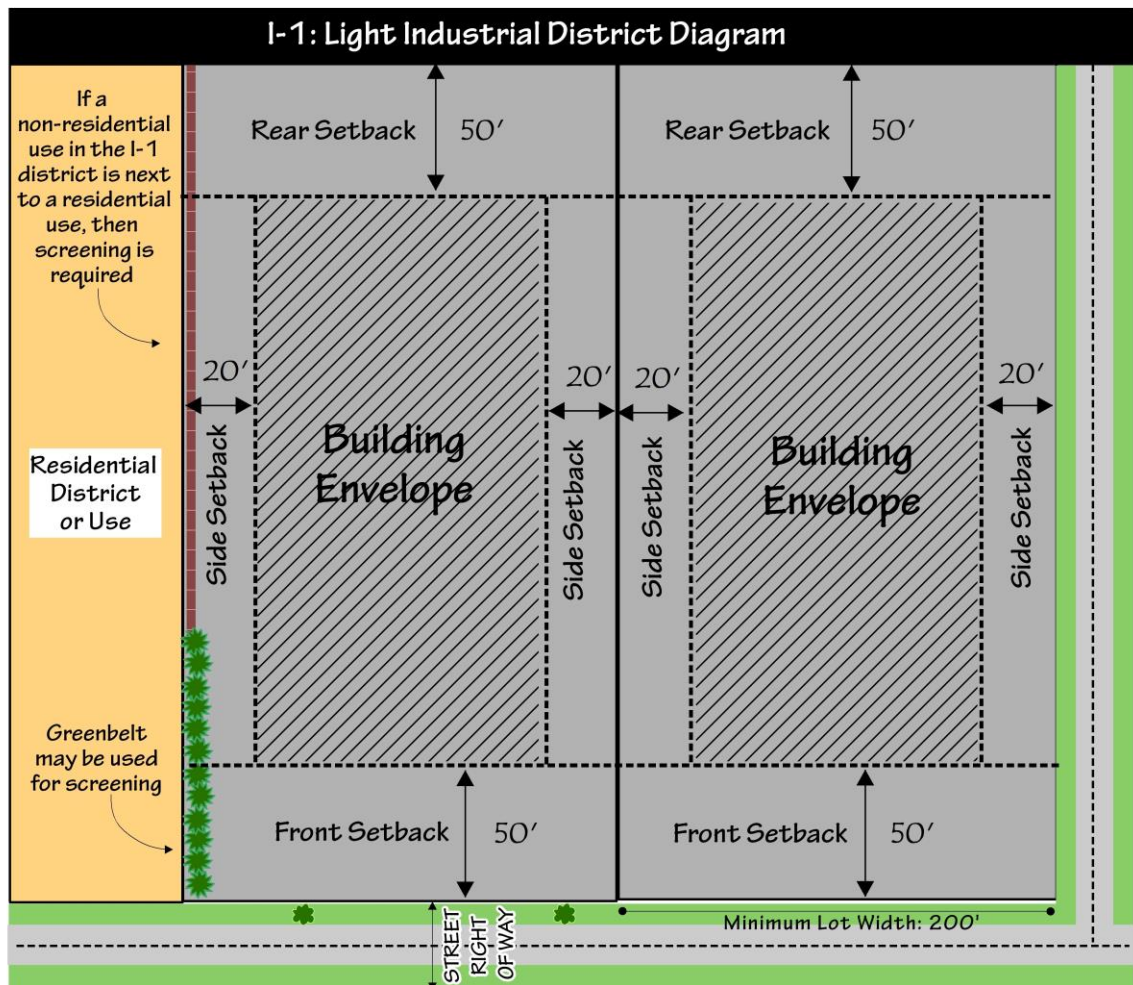 I-1: Light Industrial District Diagram
If a
non-residential
use in the I-1
district is next
to a residential
use, then
screening is
required
Residential
District
or Use
Greenbelt
may be used
for screening
Rear Setback 50'
20'
Side Setback
Building
Envelope
20'
Side Setback
Front Setback 50'
Rear Setback 50'
20'
Side Setback
Building
Envelope
20'
Side Setback
Front Setback 50'
STREET
RIGHT
OF WAY
Minimum Lot Width: 200'